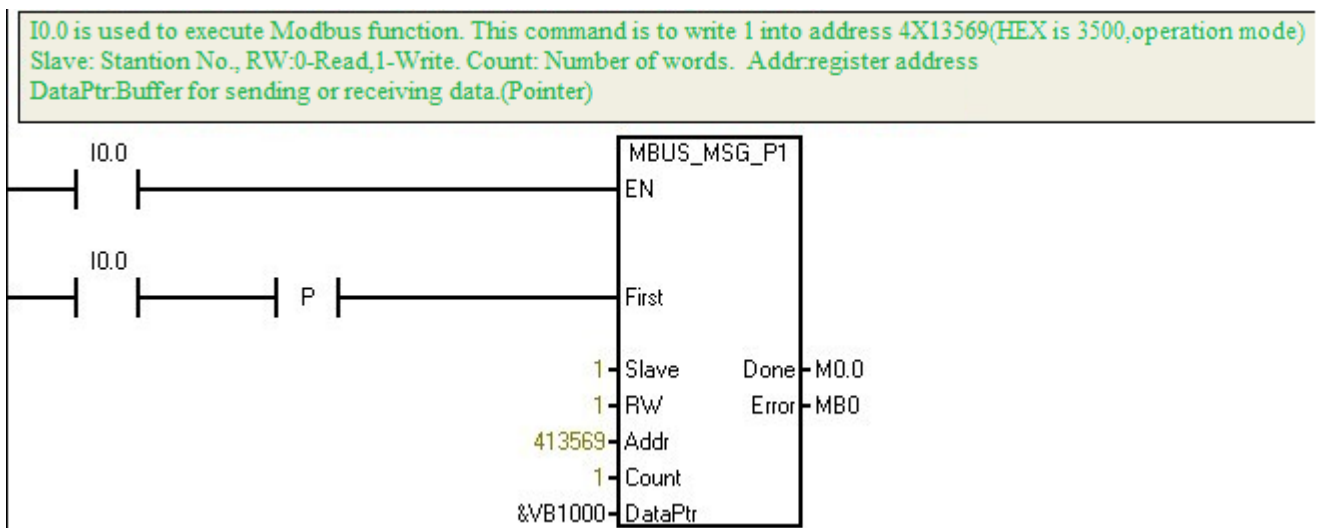 I0.0 is used to execute Modbus function. This command is to write 1 into address 4X13569(HEX is 3500,operation mode)
Slave: Stantion No., RW:0-Read,1-Write. Count: Number of words.  Addr:register address
DataPtr:Buffer for sending or receiving data.(Pointer)
I0.0
MBUS_MSG_P1
EN
I0.0
P
First
1 Slave Done M0.0
1 RW Error MB0
413569 Addr
1 Count
&VB1000 DataPtr